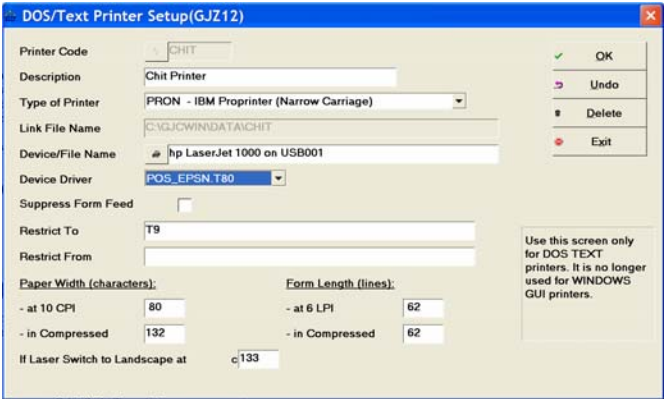 DOS/Text Printer Setup(GJZ12)
Printer Code CHIT
Description Chit Printer
Type of Printer PRON - IBM Proprinter (Narrow Carriage)
Link File Name C:\GJCWIN\DATA\CHIT
Device/File Name hp LaserJet 1000 on USB001
Device Driver POS_EPSN.T80
Suppress Form Feed
Restrict To T9
Restrict From
Paper Width (characters): Form Length (lines):
- at 10 CPI 80 - at 6 LPI 62
- in Compressed 132 - in Compressed 62
If Laser Switch to Landscape at c 133
OK
Undo
Delete
Exit
Use this screen only
for DOS TEXT
printers. It is no longer
used for WINDOWS
GUI printers.